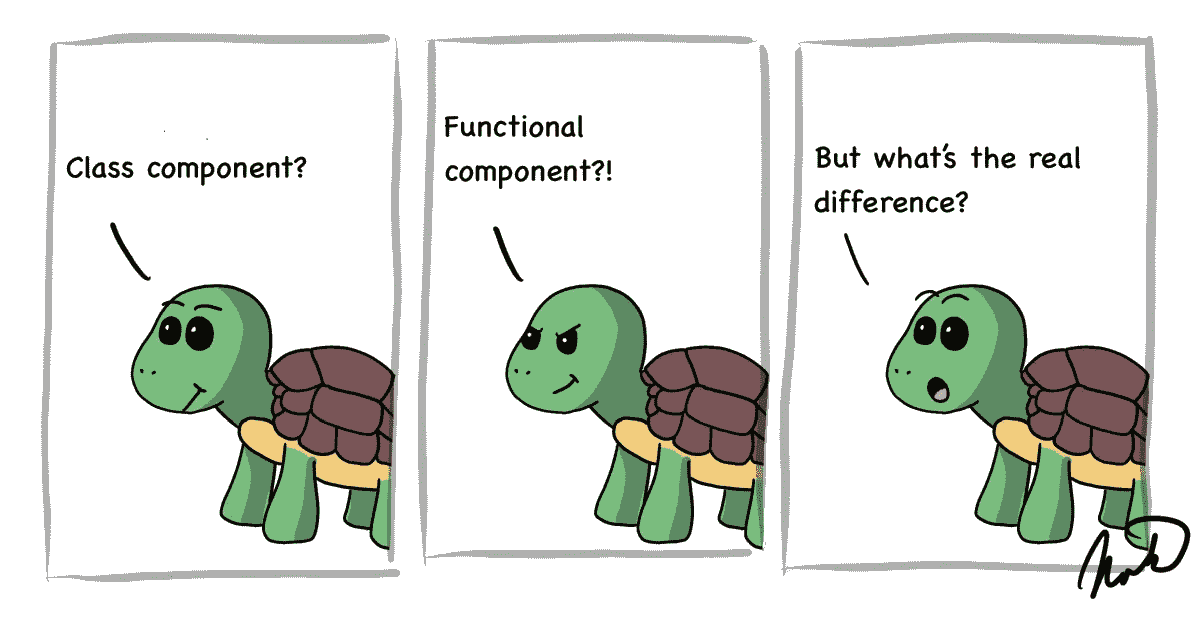 Class component?
Functional
component?!
But what's the real
difference?